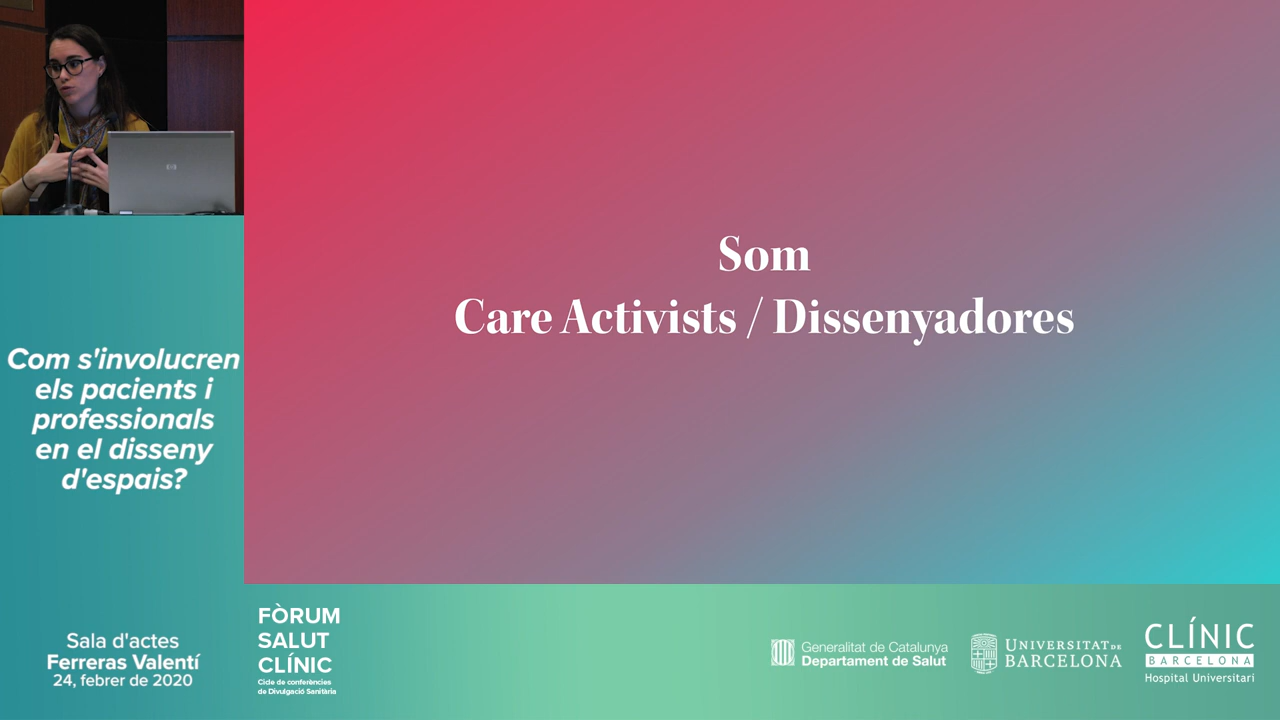 Som
Care Activists / Dissenyadores
Com s'involucren
els pacients i
professionals
en el disseny
d'espais?
Sala d'actes
Ferreras Valentí
24, febrer de 2020
FÒRUM
SALUT
CLÍNIC
Cicle de conferències
de Divulgació Sanitària
Generalitat de Catalunya
Departament de Salut
UNIVERSITAT DE
BARCELONA
CLÍNIC
BARCELONA
Hospital Universitari
hp